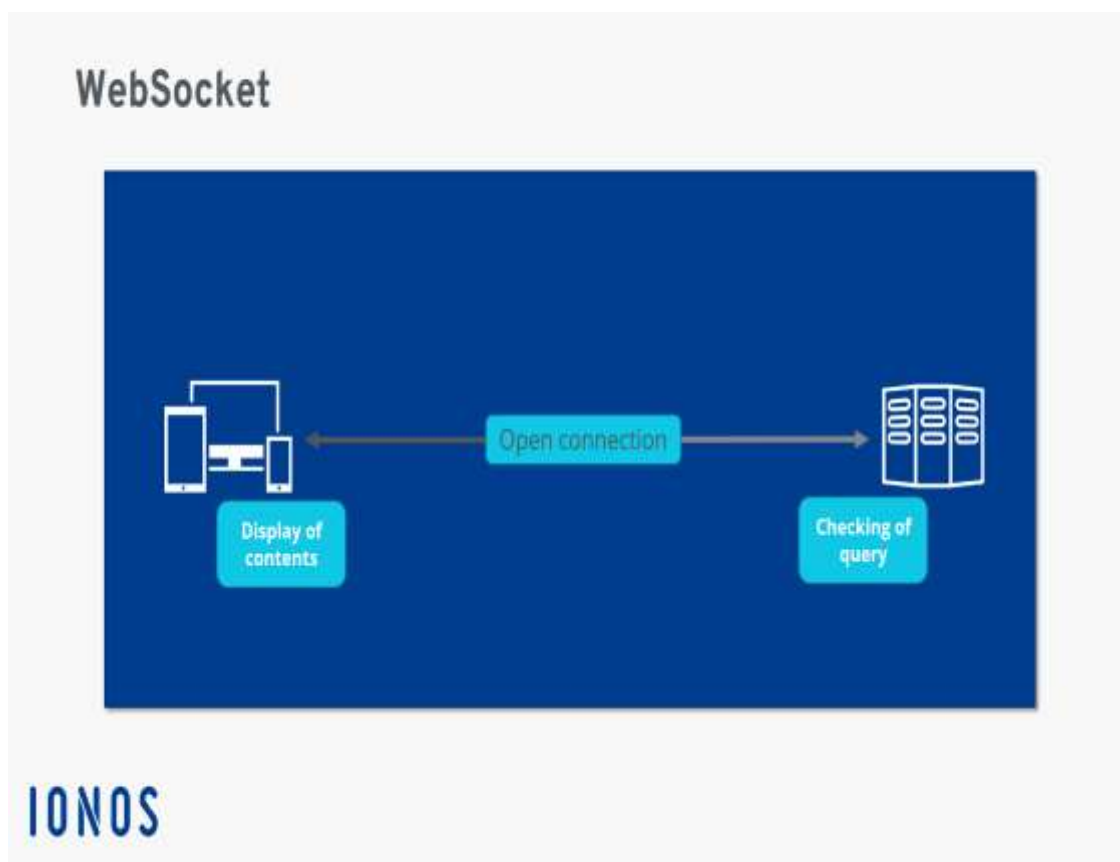 WebSocket
Open connection
Display of
contents
Checking of
query
IONOS